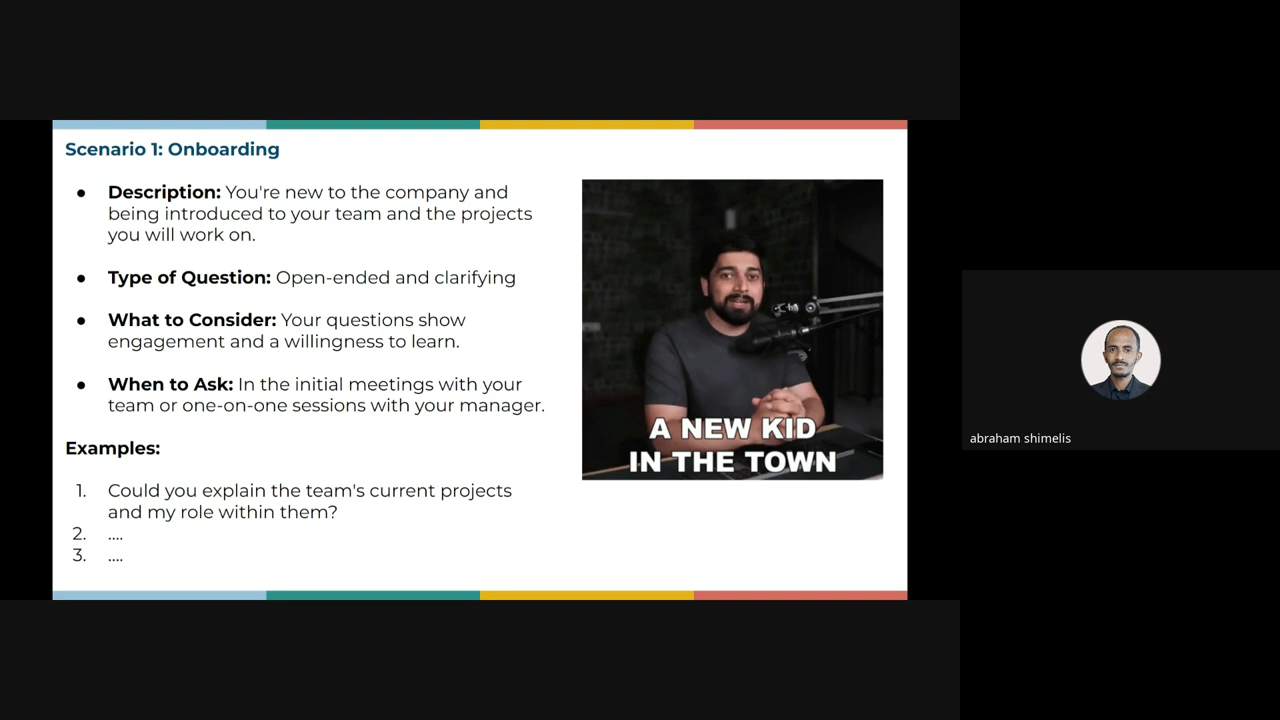 Scenario 1: Onboarding
● Description: You're new to the company and
being introduced to your team and the projects
you will work on.
● Type of Question: Open-ended and clarifying
● What to Consider: Your questions show
engagement and a willingness to learn.
● When to Ask: In the initial meetings with your
team or one-on-one sessions with your manager.
Examples:
1. Could you explain the team's current projects
and my role within them?
2. ....
3. ....
A NEW KID
IN THE TOWN
abraham shimelis